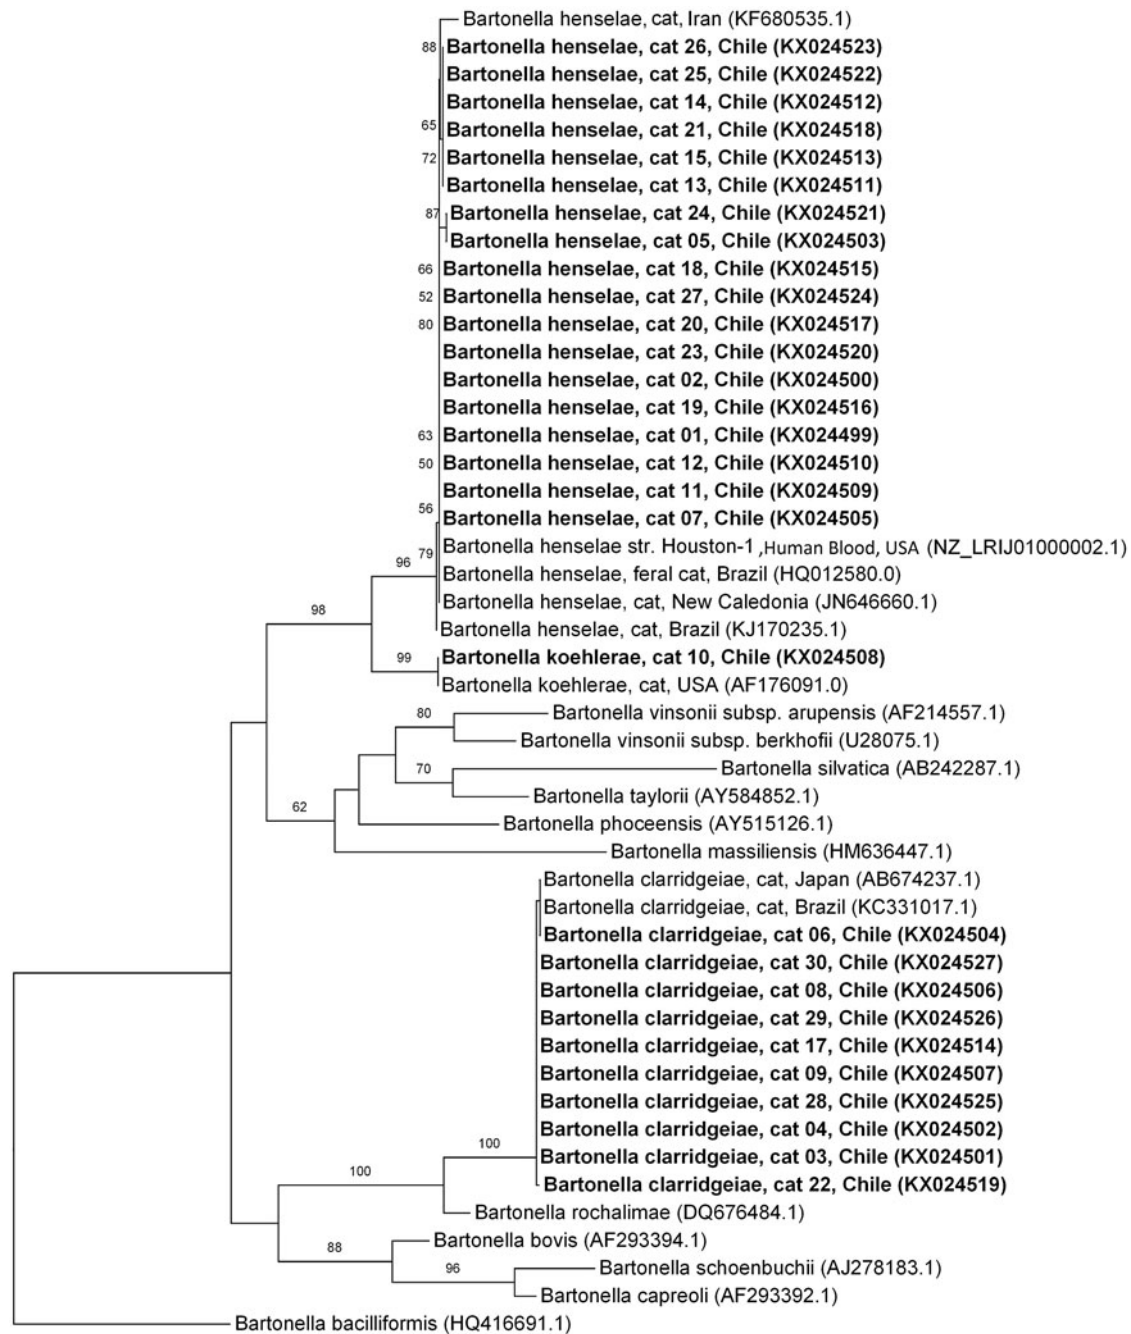 Bartonella henselae, cat, Iran (KF680535.1)
88
Bartonella henselae, cat 26, Chile (KX024523)
Bartonella henselae, cat 25, Chile (KX024522)
Bartonella henselae, cat 14, Chile (KX024512)
65
Bartonella henselae, cat 21, Chile (KX024518)
72
Bartonella henselae, cat 15, Chile (KX024513)
Bartonella henselae, cat 13, Chile (KX024511)
87
Bartonella henselae, cat 24, Chile (KX024521)
Bartonella henselae, cat 05, Chile (KX024503)
66
Bartonella henselae, cat 18, Chile (KX024515)
52
Bartonella henselae, cat 27, Chile (KX024524)
80
Bartonella henselae, cat 20, Chile (KX024517)
Bartonella henselae, cat 23, Chile (KX024520)
Bartonella henselae, cat 02, Chile (KX024500)
Bartonella henselae, cat 19, Chile (KX024516)
63
Bartonella henselae, cat 01, Chile (KX024499)
50
Bartonella henselae, cat 12, Chile (KX024510)
Bartonella henselae, cat 11, Chile (KX024509)
56
Bartonella henselae, cat 07, Chile (KX024505)
79
Bartonella henselae str. Houston-1 ,Human Blood, USA (NZ_LRIJ01000002.1)
96
Bartonella henselae, feral cat, Brazil (HQ012580.0)
Bartonella henselae, cat, New Caledonia (JN646660.1)
98
Bartonella henselae, cat, Brazil (KJ170235.1)
99
Bartonella koehlerae, cat 10, Chile (KX024508)
Bartonella koehlerae, cat, USA (AF176091.0)
80
Bartonella vinsonii subsp. arupensis (AF214557.1)
Bartonella vinsonii subsp. berkhofii (U28075.1)
70
Bartonella silvatica (AB242287.1)
Bartonella taylorii (AY584852.1)
62
Bartonella phoceensis (AY515126.1)
Bartonella massiliensis (HM636447.1)
Bartonella clarridgeiae, cat, Japan (AB674237.1)
Bartonella clarridgeiae, cat, Brazil (KC331017.1)
Bartonella clarridgeiae, cat 06, Chile (KX024504)
Bartonella clarridgeiae, cat 30, Chile (KX024527)
Bartonella clarridgeiae, cat 08, Chile (KX024506)
Bartonella clarridgeiae, cat 29, Chile (KX024526)
Bartonella clarridgeiae, cat 17, Chile (KX024514)
Bartonella clarridgeiae, cat 09, Chile (KX024507)
Bartonella clarridgeiae, cat 28, Chile (KX024525)
Bartonella clarridgeiae, cat 04, Chile (KX024502)
100
Bartonella clarridgeiae, cat 03, Chile (KX024501)
100
Bartonella clarridgeiae, cat 22, Chile (KX024519)
Bartonella rochalimae (DQ676484.1)
88
Bartonella bovis (AF293394.1)
96
Bartonella schoenbuchii (AJ278183.1)
Bartonella capreoli (AF293392.1)
Bartonella bacilliformis (HQ416691.1)